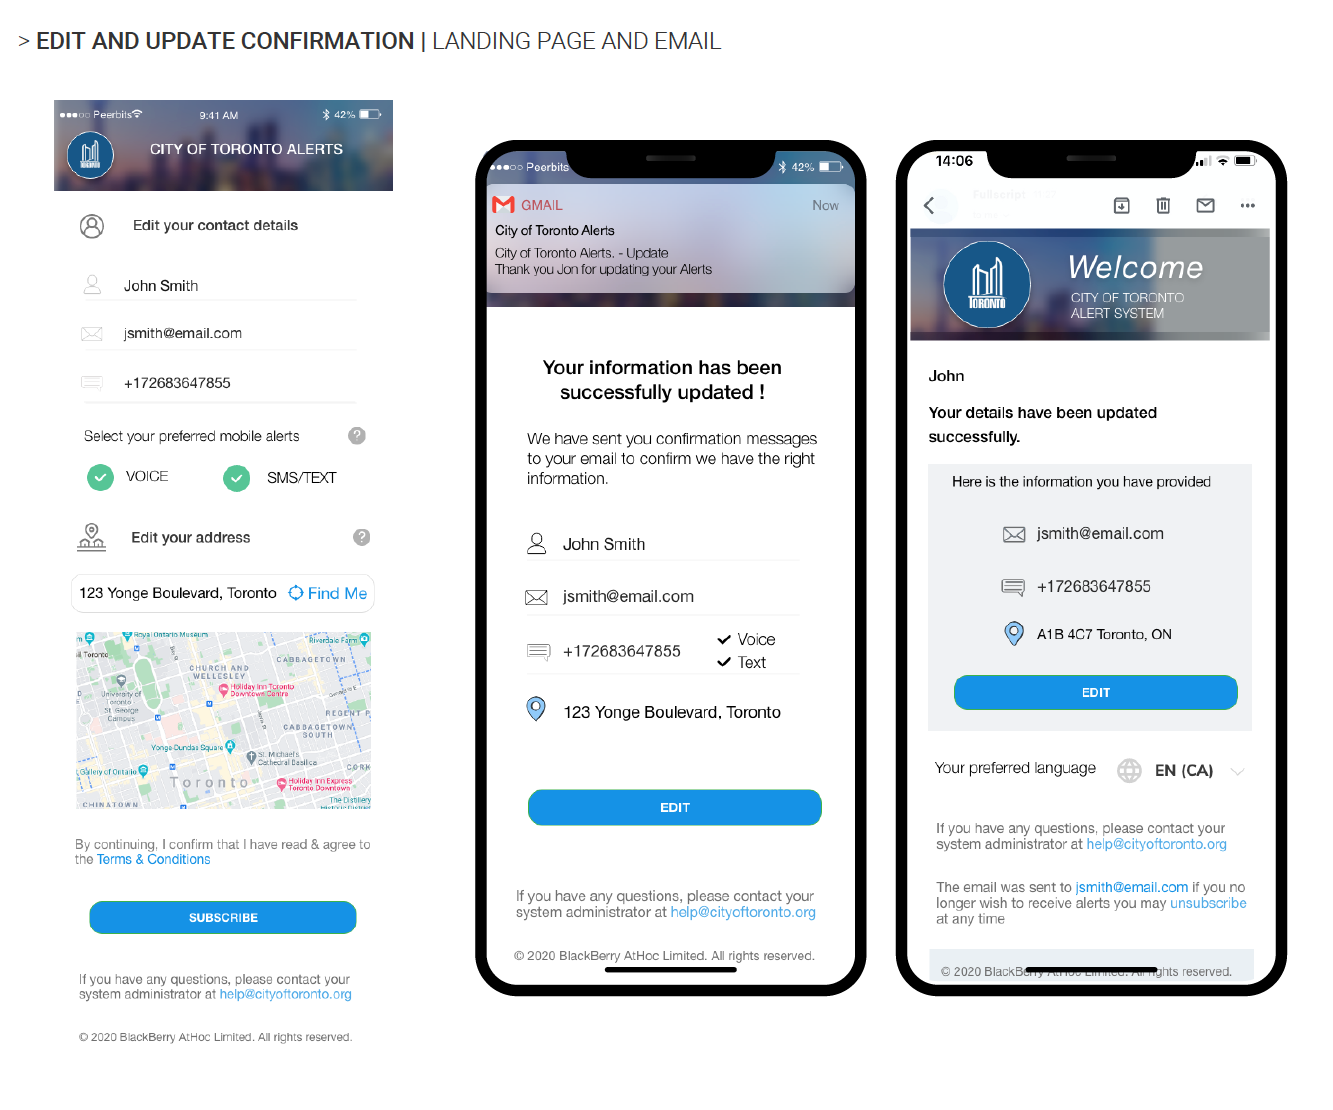 > EDIT AND UPDATE CONFIRMATION | LANDING PAGE AND EMAIL
Peerbits 9:41 AM 42%
TORONTO
CITY OF TORONTO ALERTS
Edit your contact details
John Smith
jsmith@email.com
+172683647855
Select your preferred mobile alerts ?
VOICE SMS/TEXT
Edit your address ?
123 Yonge Boulevard, Toronto Find Me
Royal Ontario Museum
Riverdale Farm
CABBAGETOWN
CHURCH AND
WELLESLEY
Holiday Inn Toronto
Downtown Centre
University of
Toronto
St. George
Campus
REGENT P
CABBAGETOWN
SOUTH
Yonge-Dundas Square
St. Michael's
Cathedral Basilica
Gallery of Ontario
CORK
Toronto
Holiday Inn Express
Toronto Downtown
The Distillery
Historic District
CHINATOWN
By continuing, I confirm that I have read & agree to
the Terms & Conditions
SUBSCRIBE
If you have any questions, please contact your
system administrator at help@cityoftoronto.org
© 2020 BlackBerry AtHoc Limited. All rights reserved.
Peerbits 42%
GMAIL Now
City of Toronto Alerts
City of Toronto Alerts. - Update
Thank you Jon for updating your Alerts
Your information has been
successfully updated !
We have sent you confirmation messages
to your email to confirm we have the right
information.
John Smith
jsmith@email.com
+172683647855
Voice
Text
123 Yonge Boulevard, Toronto
EDIT
If you have any questions, please contact your
system administrator at help@cityoftoronto.org
© 2020 BlackBerry AtHoc Limited. All rights reserved.
14:06
Fullscript
TORONTO
Welcome
CITY OF TORONTO
ALERT SYSTEM
John
Your details have been updated
successfully.
Here is the information you have provided
jsmith@email.com
+172683647855
A1B 4C7 Toronto, ON
EDIT
Your preferred language EN (CA)
If you have any questions, please contact your
system administrator at help@cityoftoronto.org
The email was sent to jsmith@email.com if you no
longer wish to receive alerts you may unsubscribe
at any time
© 2020 BlackBerry AtHoc Limited. All rights reserved.